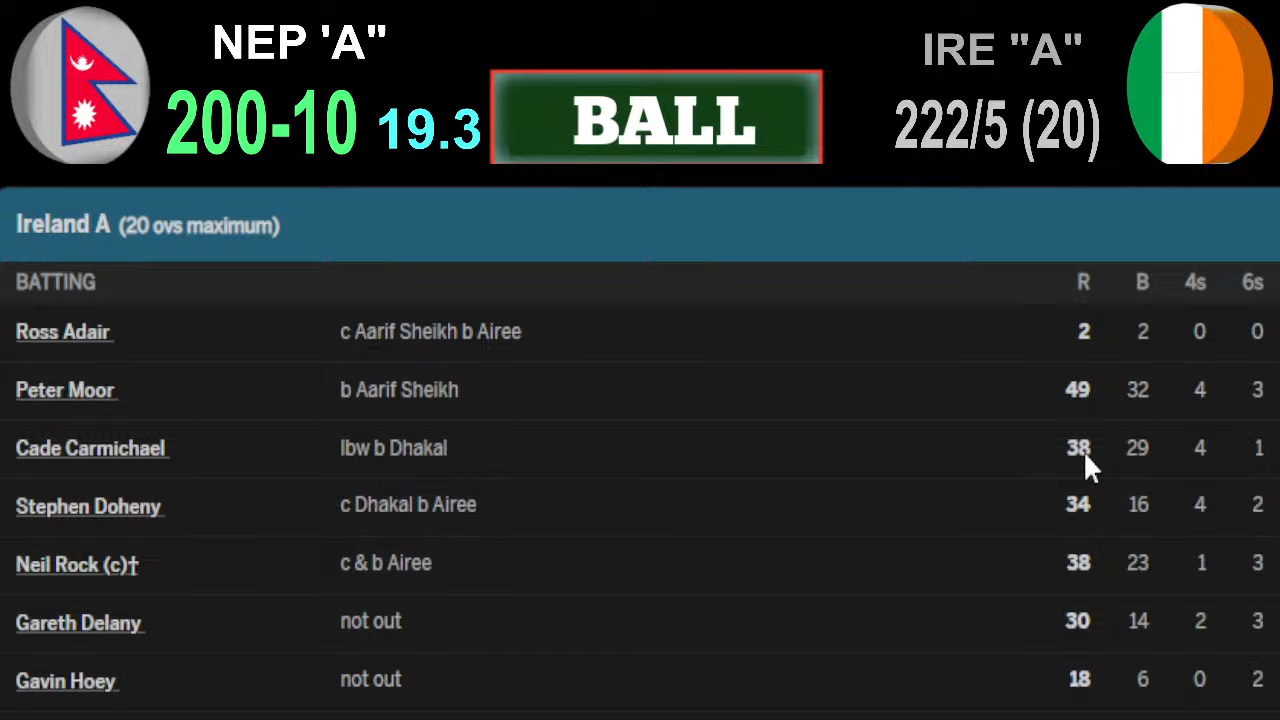 NEP 'A" IRE "A"
200-10 19.3 BALL 222/5 (20)
Ireland A (20 ovs maximum)
BATTING R B 4s 6s
Ross Adair c Aarif Sheikh b Airee 2 2 0 0
Peter Moor b Aarif Sheikh 49 32 4 3
Cade Carmichael lbw b Dhakal 38 29 4 1
Stephen Doheny c Dhakal b Airee 34 16 4 2
Neil Rock (c)† c & b Airee 38 23 1 3
Gareth Delany not out 30 14 2 3
Gavin Hoey not out 18 6 0 2